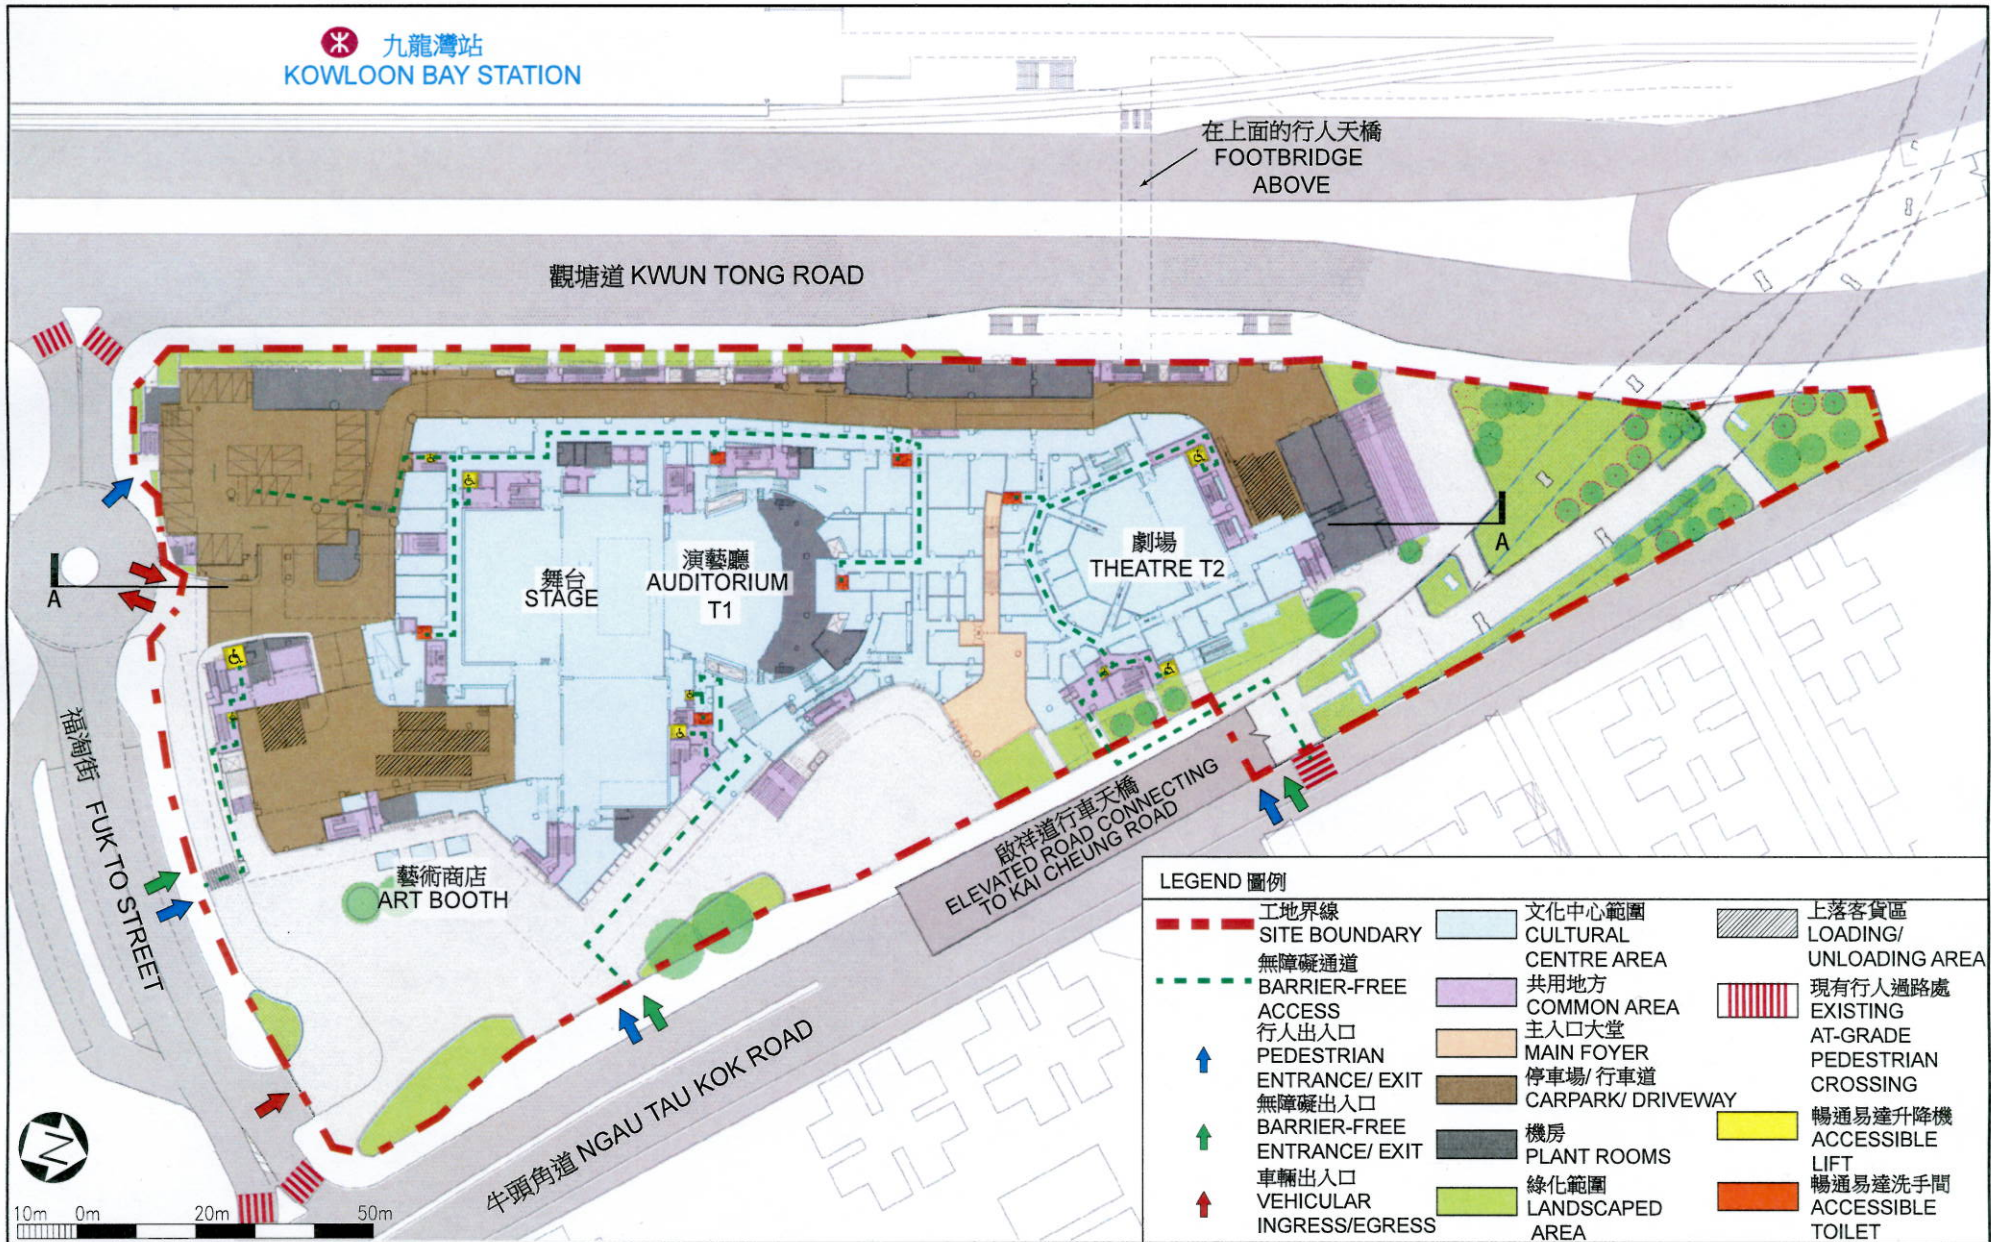 九龍灣站
KOWLOON BAY STATION
在上面的行人天橋
FOOTBRIDGE
ABOVE
觀塘道 KWUN TONG ROAD
舞台
STAGE
演藝廳
AUDITORIUM
T1
劇場
THEATRE T2
A
A
福淘街 FUK TO STREET
藝術商店
ART BOOTH
啟祥道行車天橋
ELEVATED ROAD CONNECTING
TO KAI CHEUNG ROAD
牛頭角道 NGAU TAU KOK ROAD
N
10m 0m 20m 50m
LEGEND 圖例
工地界線
SITE BOUNDARY
無障礙通道
BARRIER-FREE
ACCESS
行人出入口
PEDESTRIAN
ENTRANCE/ EXIT
無障礙出入口
BARRIER-FREE
ENTRANCE/ EXIT
車輛出入口
VEHICULAR
INGRESS/EGRESS
文化中心範圍
CULTURAL
CENTRE AREA
共用地方
COMMON AREA
主入口大堂
MAIN FOYER
停車場/ 行車道
CARPARK/ DRIVEWAY
機房
PLANT ROOMS
綠化範圍
LANDSCAPED
AREA
上落客貨區
LOADING/
UNLOADING AREA
現有行人過路處
EXISTING
AT-GRADE
PEDESTRIAN
CROSSING
暢通易達升降機
ACCESSIBLE
LIFT
暢通易達洗手間
ACCESSIBLE
TOILET